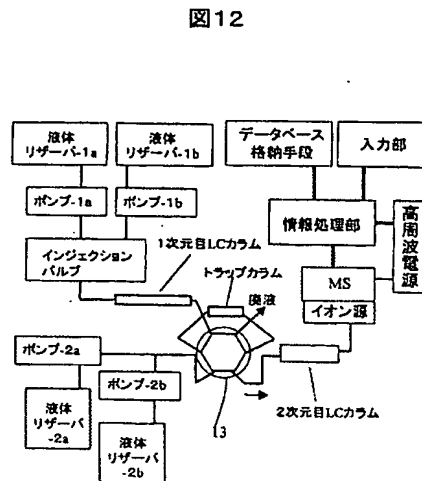 図12
液体
リザーバ-1a
液体
リザーバ-1b
データベース
格納手段
入力部
ポンプ-1a
ポンプ-1b
情報処理部
高周波電源
インジェクション
バルブ
1次元目LCカラム
トラップカラム
廃液
MS
イオン源
ポンプ-2a
ポンプ-2b
液体
リザーバ
-2a
液体
リザーバ
-2b
13
2次元目LCカラム